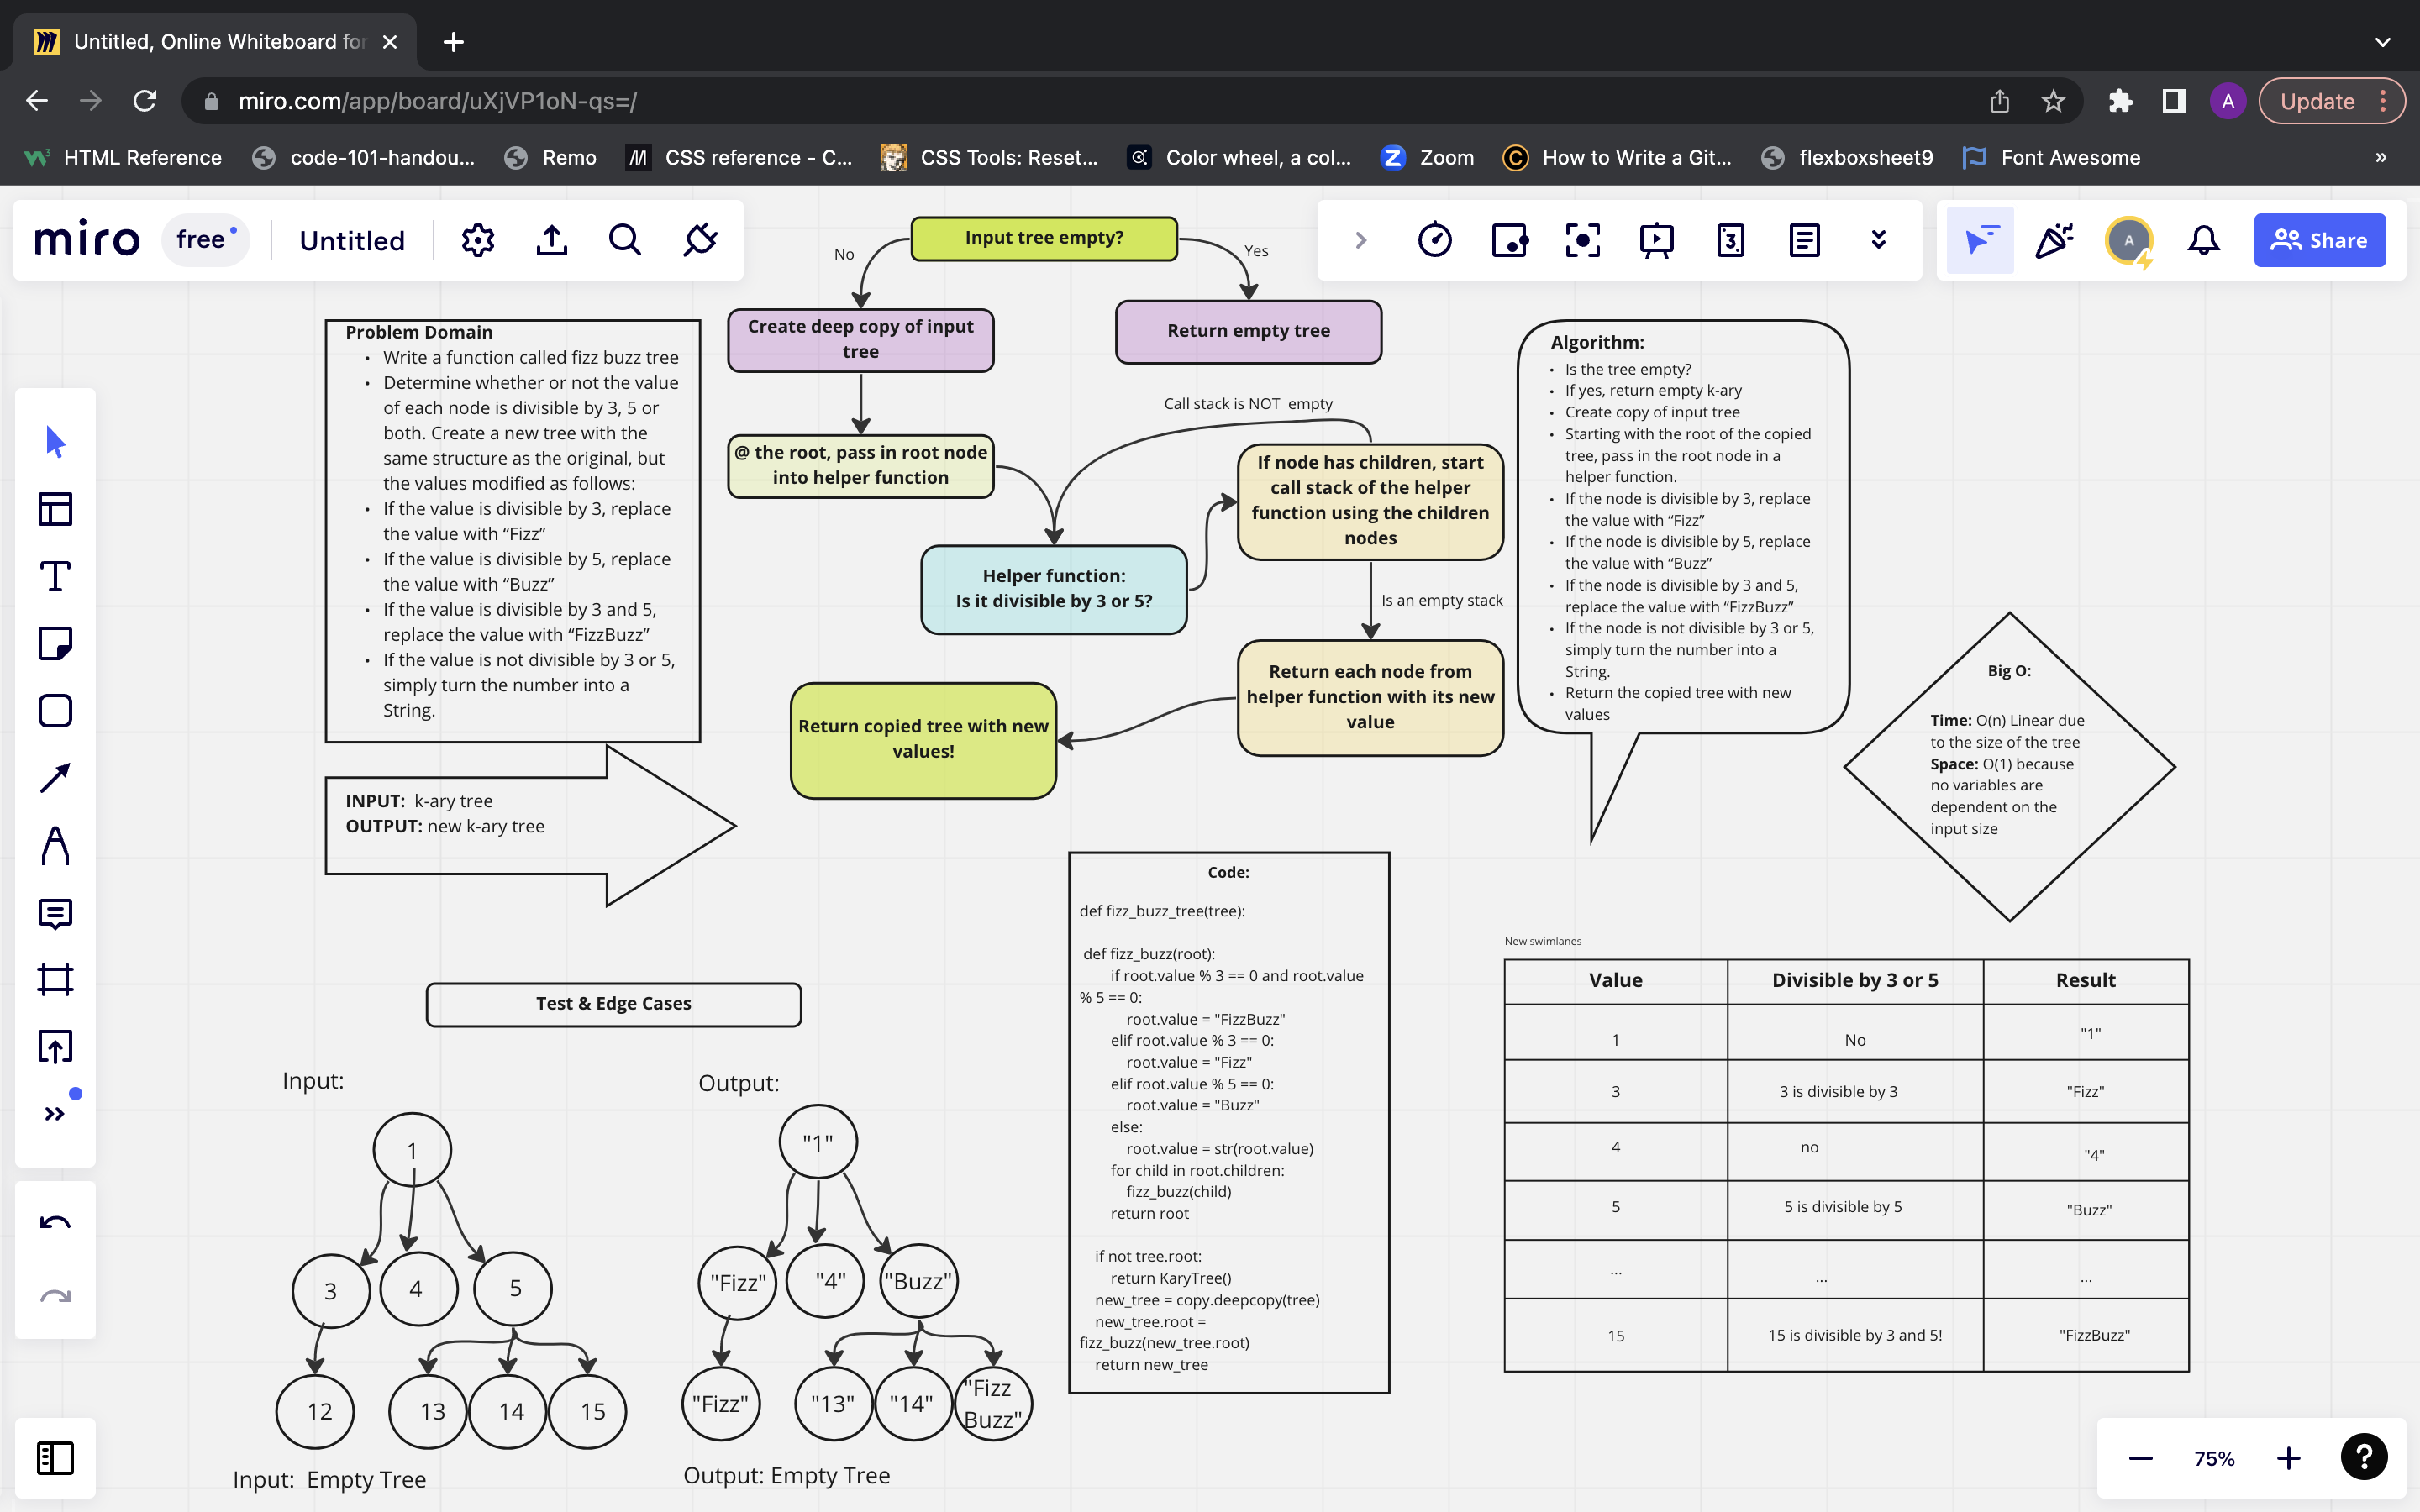 Untitled, Online Whiteboard for
miro.com/app/board/uXjVP1oN-qs=/
A
Update
HTML Reference
code-101-handou...
Remo
CSS reference - C...
CSS Tools: Reset...
Color wheel, a col...
Zoom
How to Write a Git...
flexboxsheet9
Font Awesome
»
miro
free
Untitled
A
Share
Input tree empty?
No
Yes
Create deep copy of input
tree
Return empty tree
@ the root, pass in root node
into helper function
Call stack is NOT empty
If node has children, start
call stack of the helper
function using the children
nodes
Helper function:
Is it divisible by 3 or 5?
Is an empty stack
Return each node from
helper function with its new
value
Return copied tree with new
values!
Problem Domain
• Write a function called fizz buzz tree
• Determine whether or not the value
of each node is divisible by 3, 5 or
both. Create a new tree with the
same structure as the original, but
the values modified as follows:
• If the value is divisible by 3, replace
the value with “Fizz”
• If the value is divisible by 5, replace
the value with “Buzz”
• If the value is divisible by 3 and 5,
replace the value with “FizzBuzz”
• If the value is not divisible by 3 or 5,
simply turn the number into a
String.
INPUT: k-ary tree
OUTPUT: new k-ary tree
Algorithm:
• Is the tree empty?
• If yes, return empty k-ary
• Create copy of input tree
• Starting with the root of the copied
tree, pass in the root node in a
helper function.
• If the node is divisible by 3, replace
the value with “Fizz”
• If the node is divisible by 5, replace
the value with “Buzz”
• If the node is divisible by 3 and 5,
replace the value with “FizzBuzz”
• If the node is not divisible by 3 or 5,
simply turn the number into a
String.
• Return the copied tree with new
values
Big O:
Time: O(n) Linear due
to the size of the tree
Space: O(1) because
no variables are
dependent on the
input size
Code:
def fizz_buzz_tree(tree):
def fizz_buzz(root):
if root.value % 3 == 0 and root.value
% 5 == 0:
root.value = "FizzBuzz"
elif root.value % 3 == 0:
root.value = "Fizz"
elif root.value % 5 == 0:
root.value = "Buzz"
else:
root.value = str(root.value)
for child in root.children:
fizz_buzz(child)
return root
if not tree.root:
return KaryTree()
new_tree = copy.deepcopy(tree)
new_tree.root =
fizz_buzz(new_tree.root)
return new_tree
New swimlanes
Value Divisible by 3 or 5 Result
1 No "1"
3 3 is divisible by 3 "Fizz"
4 no "4"
5 5 is divisible by 5 "Buzz"
... ... ...
15 15 is divisible by 3 and 5! "FizzBuzz"
Test & Edge Cases
Input:
1
3 4 5
12 13 14 15
Input: Empty Tree
Output:
"1"
"Fizz" "4" "Buzz"
"Fizz" "13" "14" "Fizz
Buzz"
Output: Empty Tree
75%